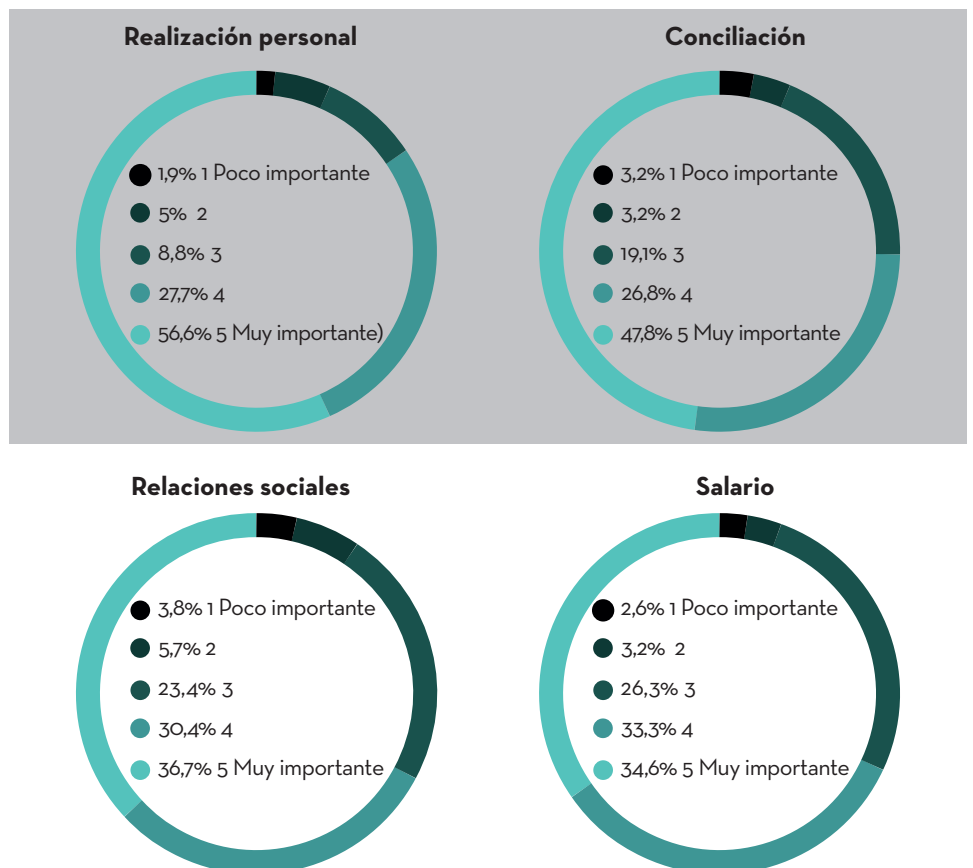 Realización personal
1,9% 1 Poco importante
5% 2
8,8% 3
27,7% 4
56,6% 5 Muy importante)
Conciliación
3,2% 1 Poco importante
3,2% 2
19,1% 3
26,8% 4
47,8% 5 Muy importante
Relaciones sociales
3,8% 1 Poco importante
5,7% 2
23,4% 3
30,4% 4
36,7% 5 Muy importante
Salario
2,6% 1 Poco importante
3,2% 2
26,3% 3
33,3% 4
34,6% 5 Muy importante